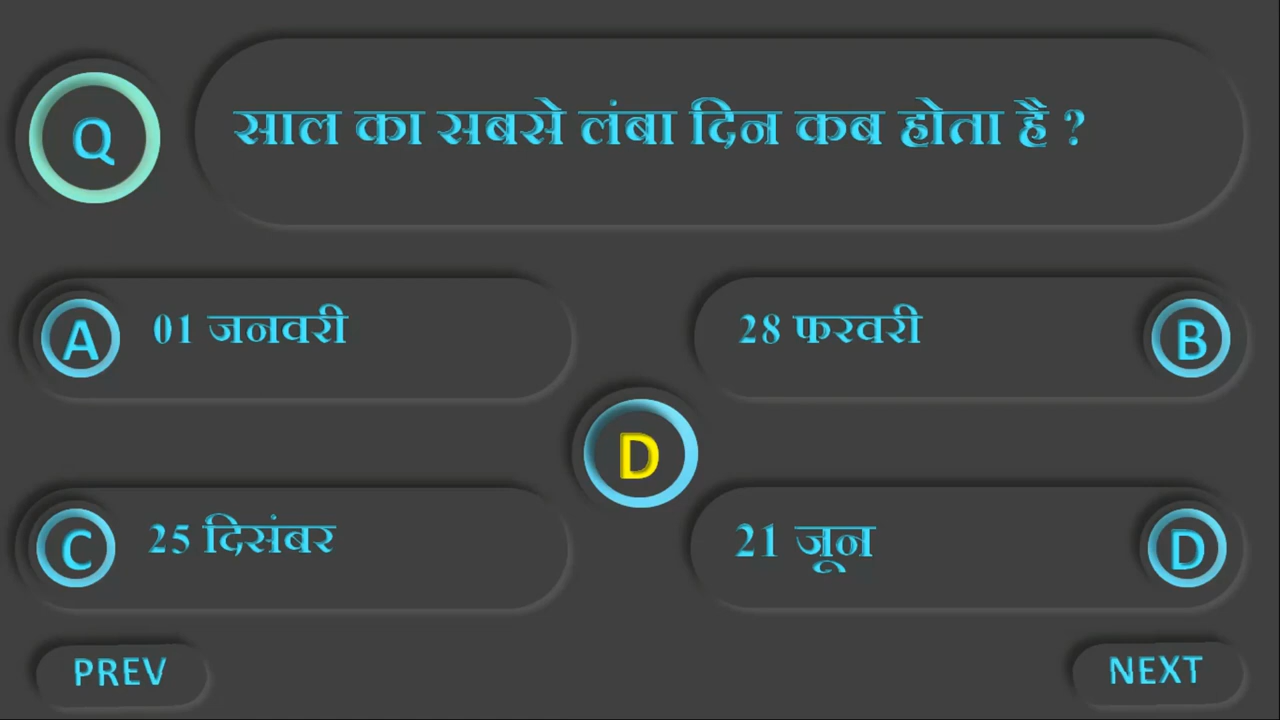 Q
साल का सबसे लंबा दिन कब होता है ?
A 01 जनवरी
28 फरवरी B
D
C 25 दिसंबर
21 जून D
PREV
NEXT